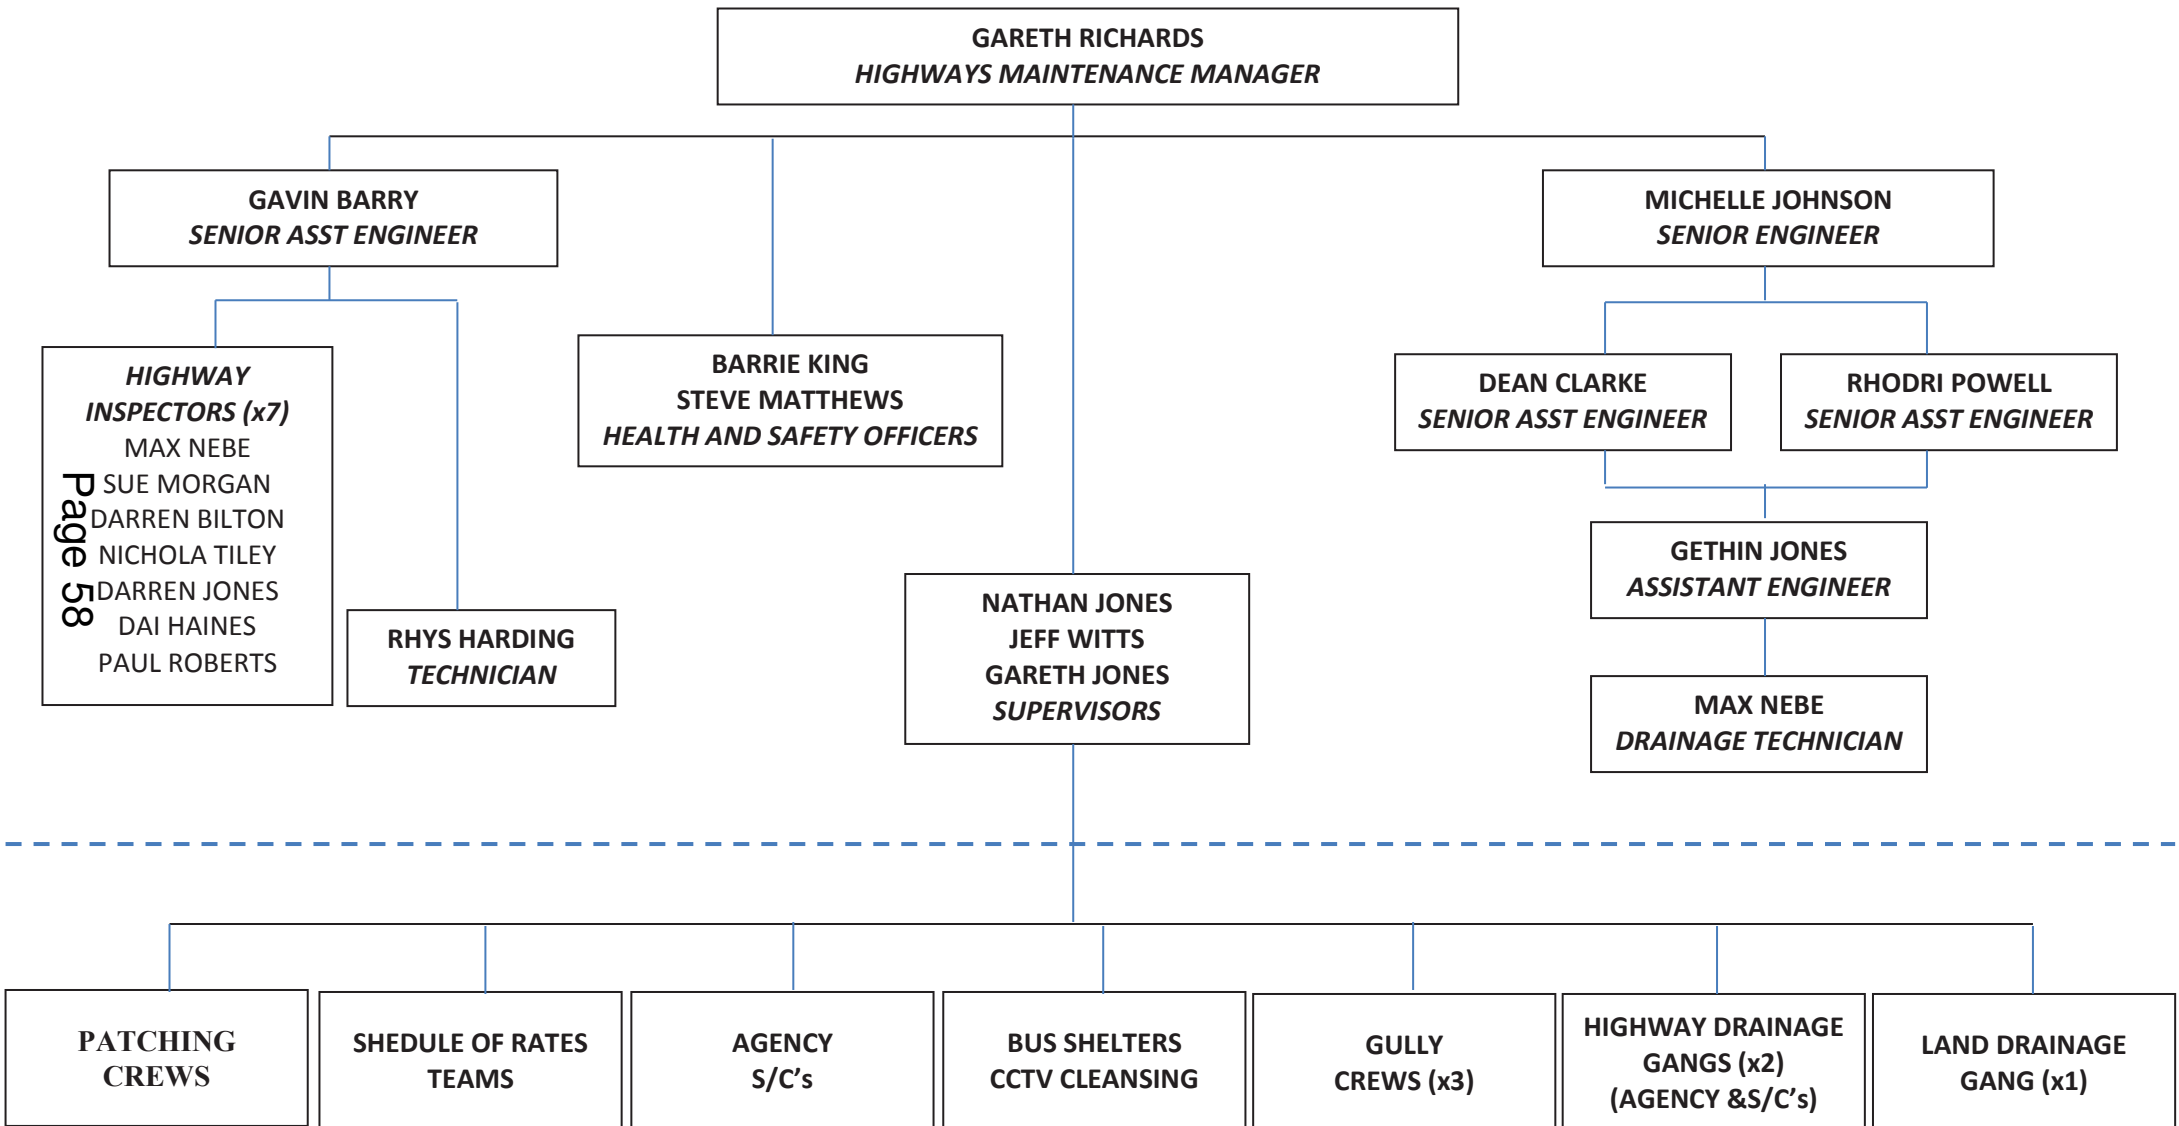 GARETH RICHARDS
HIGHWAYS MAINTENANCE MANAGER
GAVIN BARRY
SENIOR ASST ENGINEER
MICHELLE JOHNSON
SENIOR ENGINEER
HIGHWAY
INSPECTORS (x7)
MAX NEBE
SUE MORGAN
DARREN BILTON
NICHOLA TILEY
DARREN JONES
DAI HAINES
PAUL ROBERTS
Page 58
RHYS HARDING
TECHNICIAN
BARRIE KING
STEVE MATTHEWS
HEALTH AND SAFETY OFFICERS
NATHAN JONES
JEFF WITTS
GARETH JONES
SUPERVISORS
DEAN CLARKE
SENIOR ASST ENGINEER
RHODRI POWELL
SENIOR ASST ENGINEER
GETHIN JONES
ASSISTANT ENGINEER
MAX NEBE
DRAINAGE TECHNICIAN
PATCHING
CREWS
SHEDULE OF RATES
TEAMS
AGENCY
S/C’s
BUS SHELTERS
CCTV CLEANSING
GULLY
CREWS (x3)
HIGHWAY DRAINAGE
GANGS (x2)
(AGENCY &S/C’s)
LAND DRAINAGE
GANG (x1)